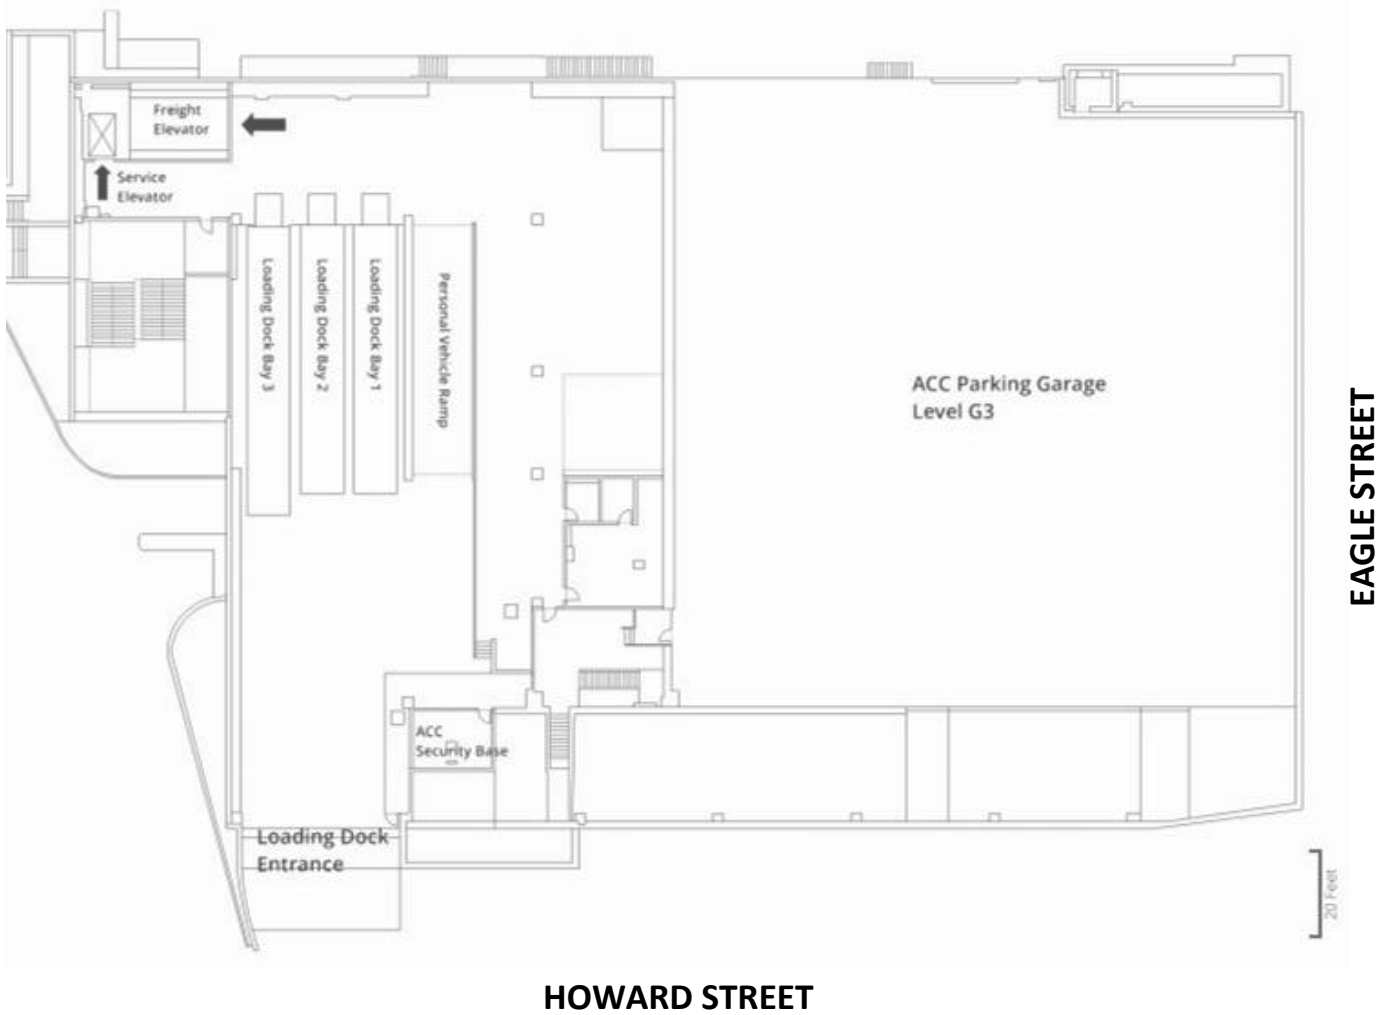 Freight
Elevator
Service
Elevator
Loading Dock Bay 3
Loading Dock Bay 2
Loading Dock Bay 1
Personal Vehicle Ramp
ACC Parking Garage
Level G3
EAGLE STREET
ACC
Security Base
Loading Dock
Entrance
20 Feet
HOWARD STREET